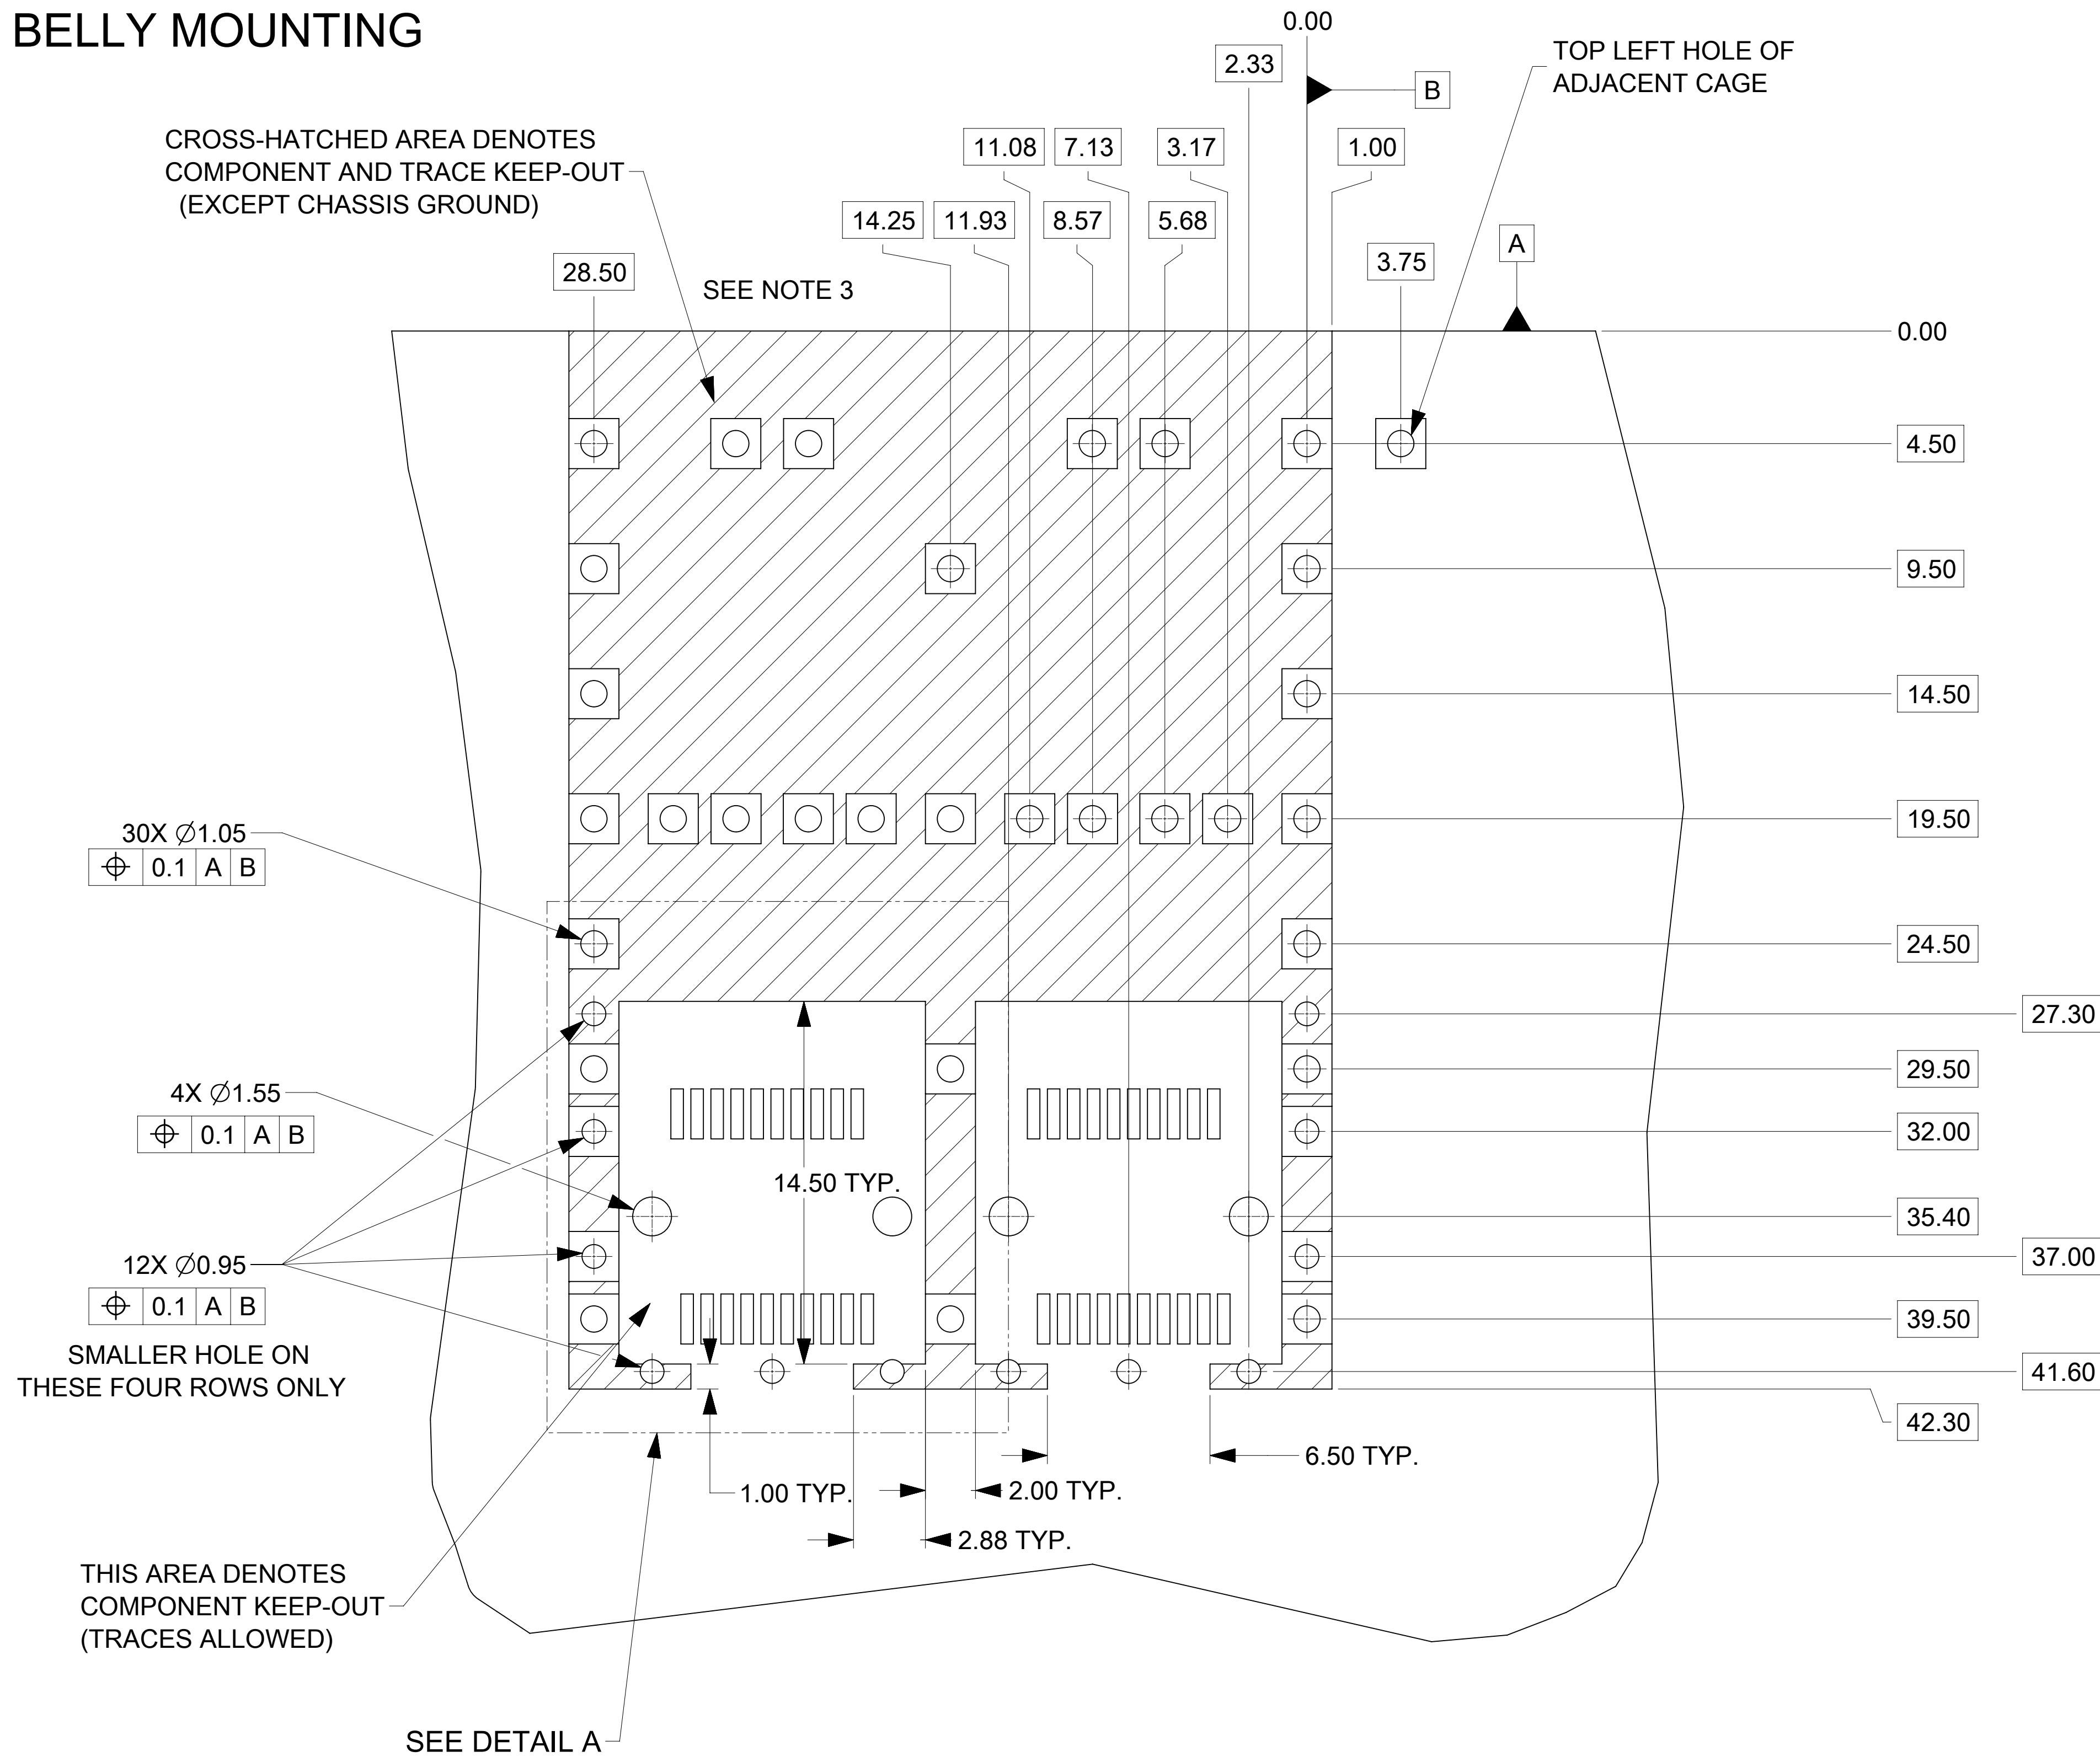 BELLY MOUNTING
0.00
2.33
B
TOP LEFT HOLE OF
ADJACENT CAGE
CROSS-HATCHED AREA DENOTES
COMPONENT AND TRACE KEEP-OUT
(EXCEPT CHASSIS GROUND)
11.08
7.13
3.17
1.00
14.25
11.93
8.57
5.68
A
28.50
SEE NOTE 3
3.75
0.00
4.50
9.50
14.50
19.50
30X ∅1.05
⌖ 0.1 A B
24.50
27.30
29.50
4X ∅1.55
⌖ 0.1 A B
32.00
14.50 TYP.
35.40
37.00
12X ∅0.95
⌖ 0.1 A B
39.50
SMALLER HOLE ON
THESE FOUR ROWS ONLY
41.60
42.30
6.50 TYP.
1.00 TYP.
2.00 TYP.
2.88 TYP.
THIS AREA DENOTES
COMPONENT KEEP-OUT
(TRACES ALLOWED)
SEE DETAIL A